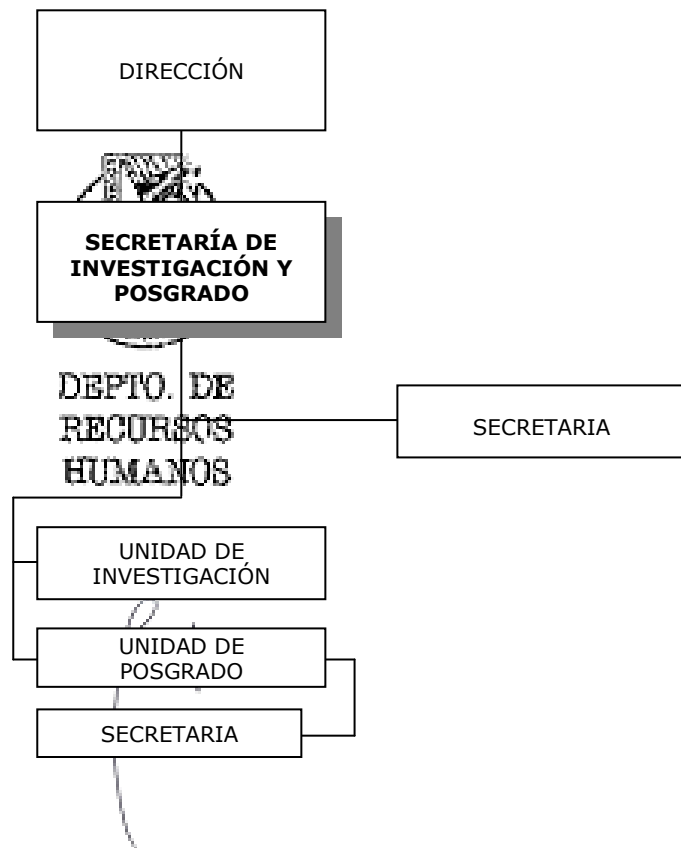 DIRECCIÓN
SECRETARÍA DE
INVESTIGACIÓN Y
POSGRADO
DEPTO. DE
RECURSOS
HUMANOS
SECRETARIA
UNIDAD DE
INVESTIGACIÓN
UNIDAD DE
POSGRADO
SECRETARIA